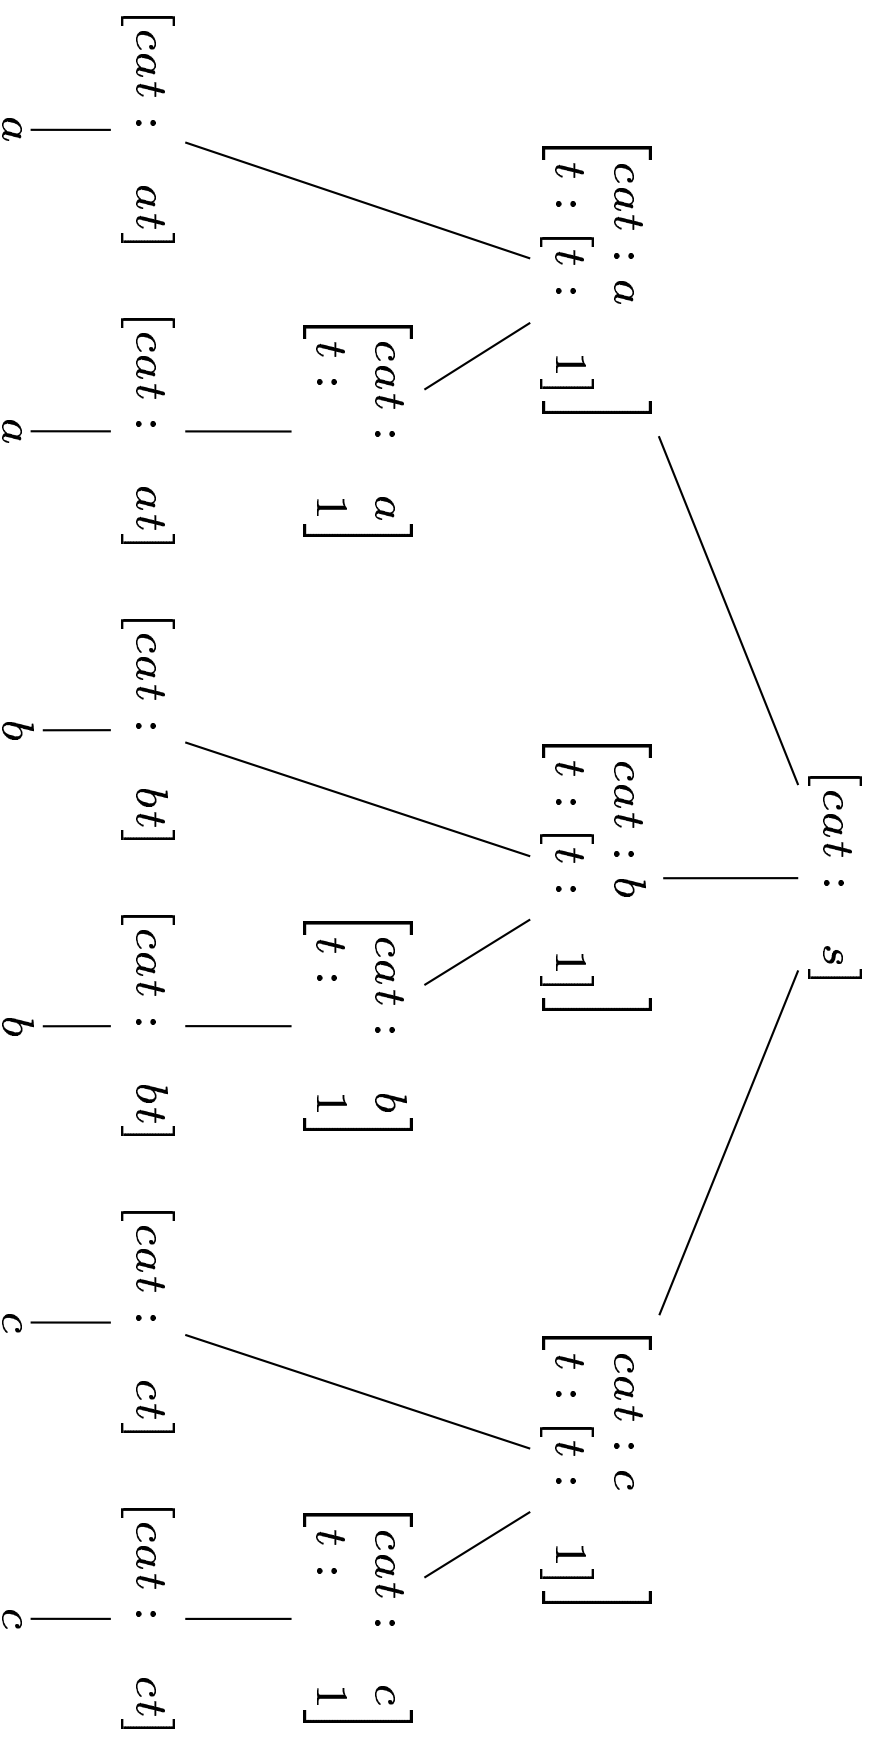 [cat : s]
[cat : a
t : [t : 1]]
[cat : b
t : [t : 1]]
[cat : c
t : [t : 1]]
[cat : a
t : 1]
[cat : b
t : 1]
[cat : c
t : 1]
[cat : at]
[cat : at]
[cat : bt]
[cat : bt]
[cat : ct]
[cat : ct]
a
a
b
b
c
c